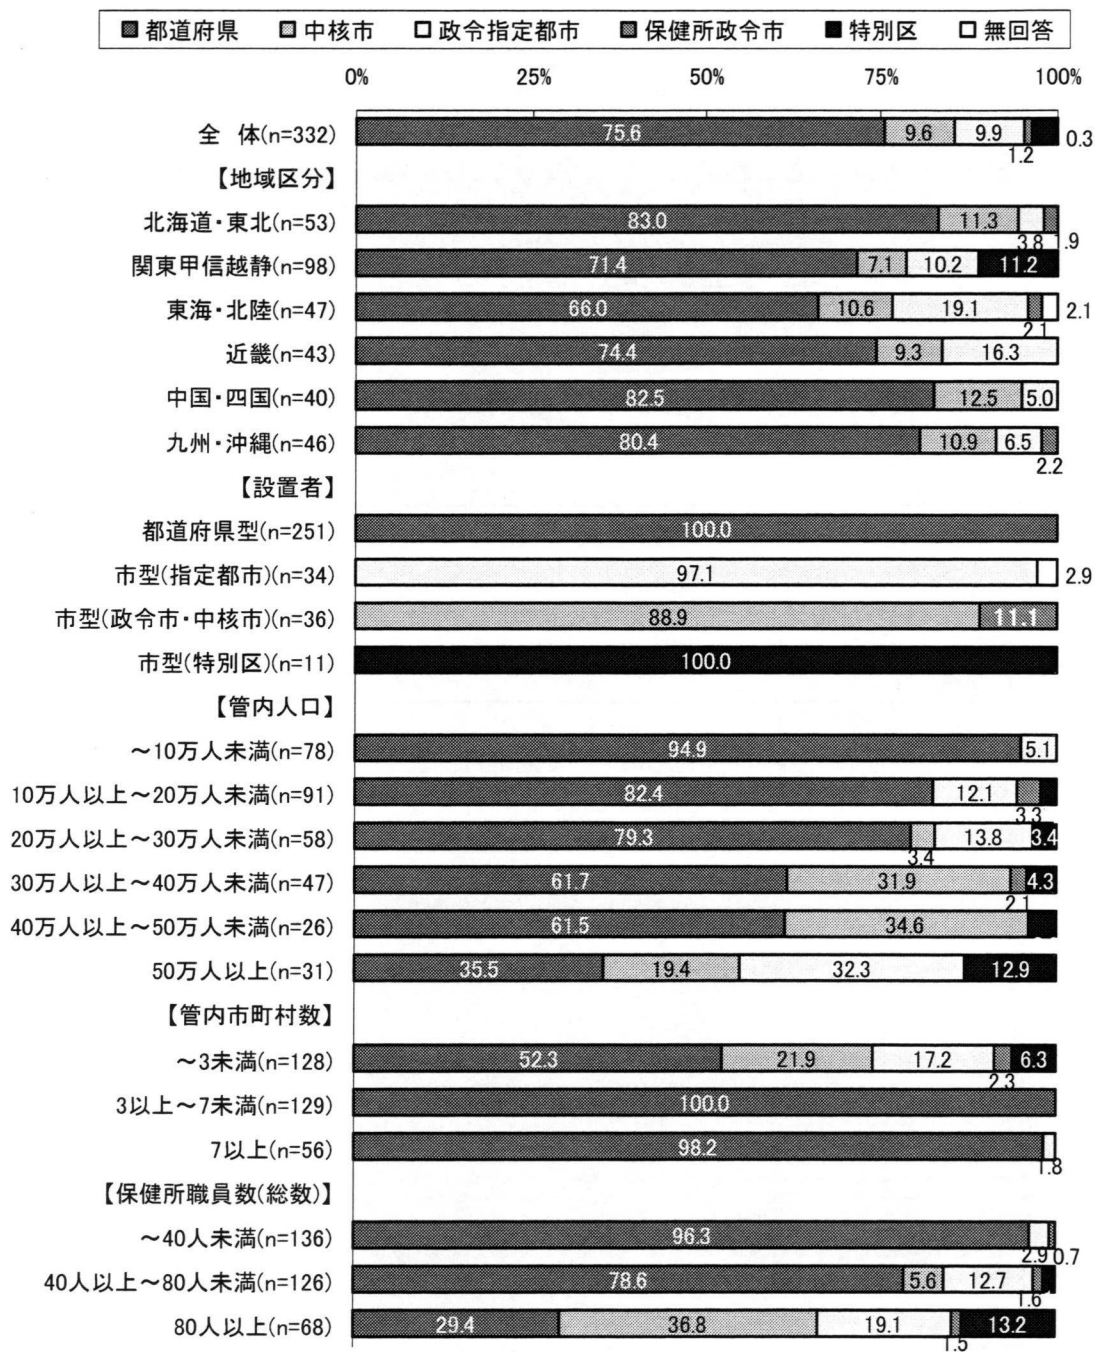 都道府県 中核市 政令指定都市 保健所政令市 特別区 無回答
0% 25% 50% 75% 100%
全 体(n=332) 75.6 9.6 9.9 1.2 0.3
【地域区分】
北海道・東北(n=53) 83.0 11.3 3.8 1.9
関東甲信越静(n=98) 71.4 7.1 10.2 11.2
東海・北陸(n=47) 66.0 10.6 19.1 2.1 2.1
近畿(n=43) 74.4 9.3 16.3
中国・四国(n=40) 82.5 12.5 5.0
九州・沖縄(n=46) 80.4 10.9 6.5 2.2
【設置者】
都道府県型(n=251) 100.0
市型(指定都市)(n=34) 97.1 2.9
市型(政令市・中核市)(n=36) 88.9 11.1
市型(特別区)(n=11) 100.0
【管内人口】
～10万人未満(n=78) 94.9 5.1
10万人以上～20万人未満(n=91) 82.4 12.1 3.3
20万人以上～30万人未満(n=58) 79.3 3.4 13.8 3.4
30万人以上～40万人未満(n=47) 61.7 31.9 2.1 4.3
40万人以上～50万人未満(n=26) 61.5 34.6
50万人以上(n=31) 35.5 19.4 32.3 12.9
【管内市町村数】
～3未満(n=128) 52.3 21.9 17.2 2.3 6.3
3以上～7未満(n=129) 100.0
7以上(n=56) 98.2 1.8
【保健所職員数(総数)】
～40人未満(n=136) 96.3 2.9 0.7
40人以上～80人未満(n=126) 78.6 5.6 12.7 1.6
80人以上(n=68) 29.4 36.8 19.1 1.5 13.2